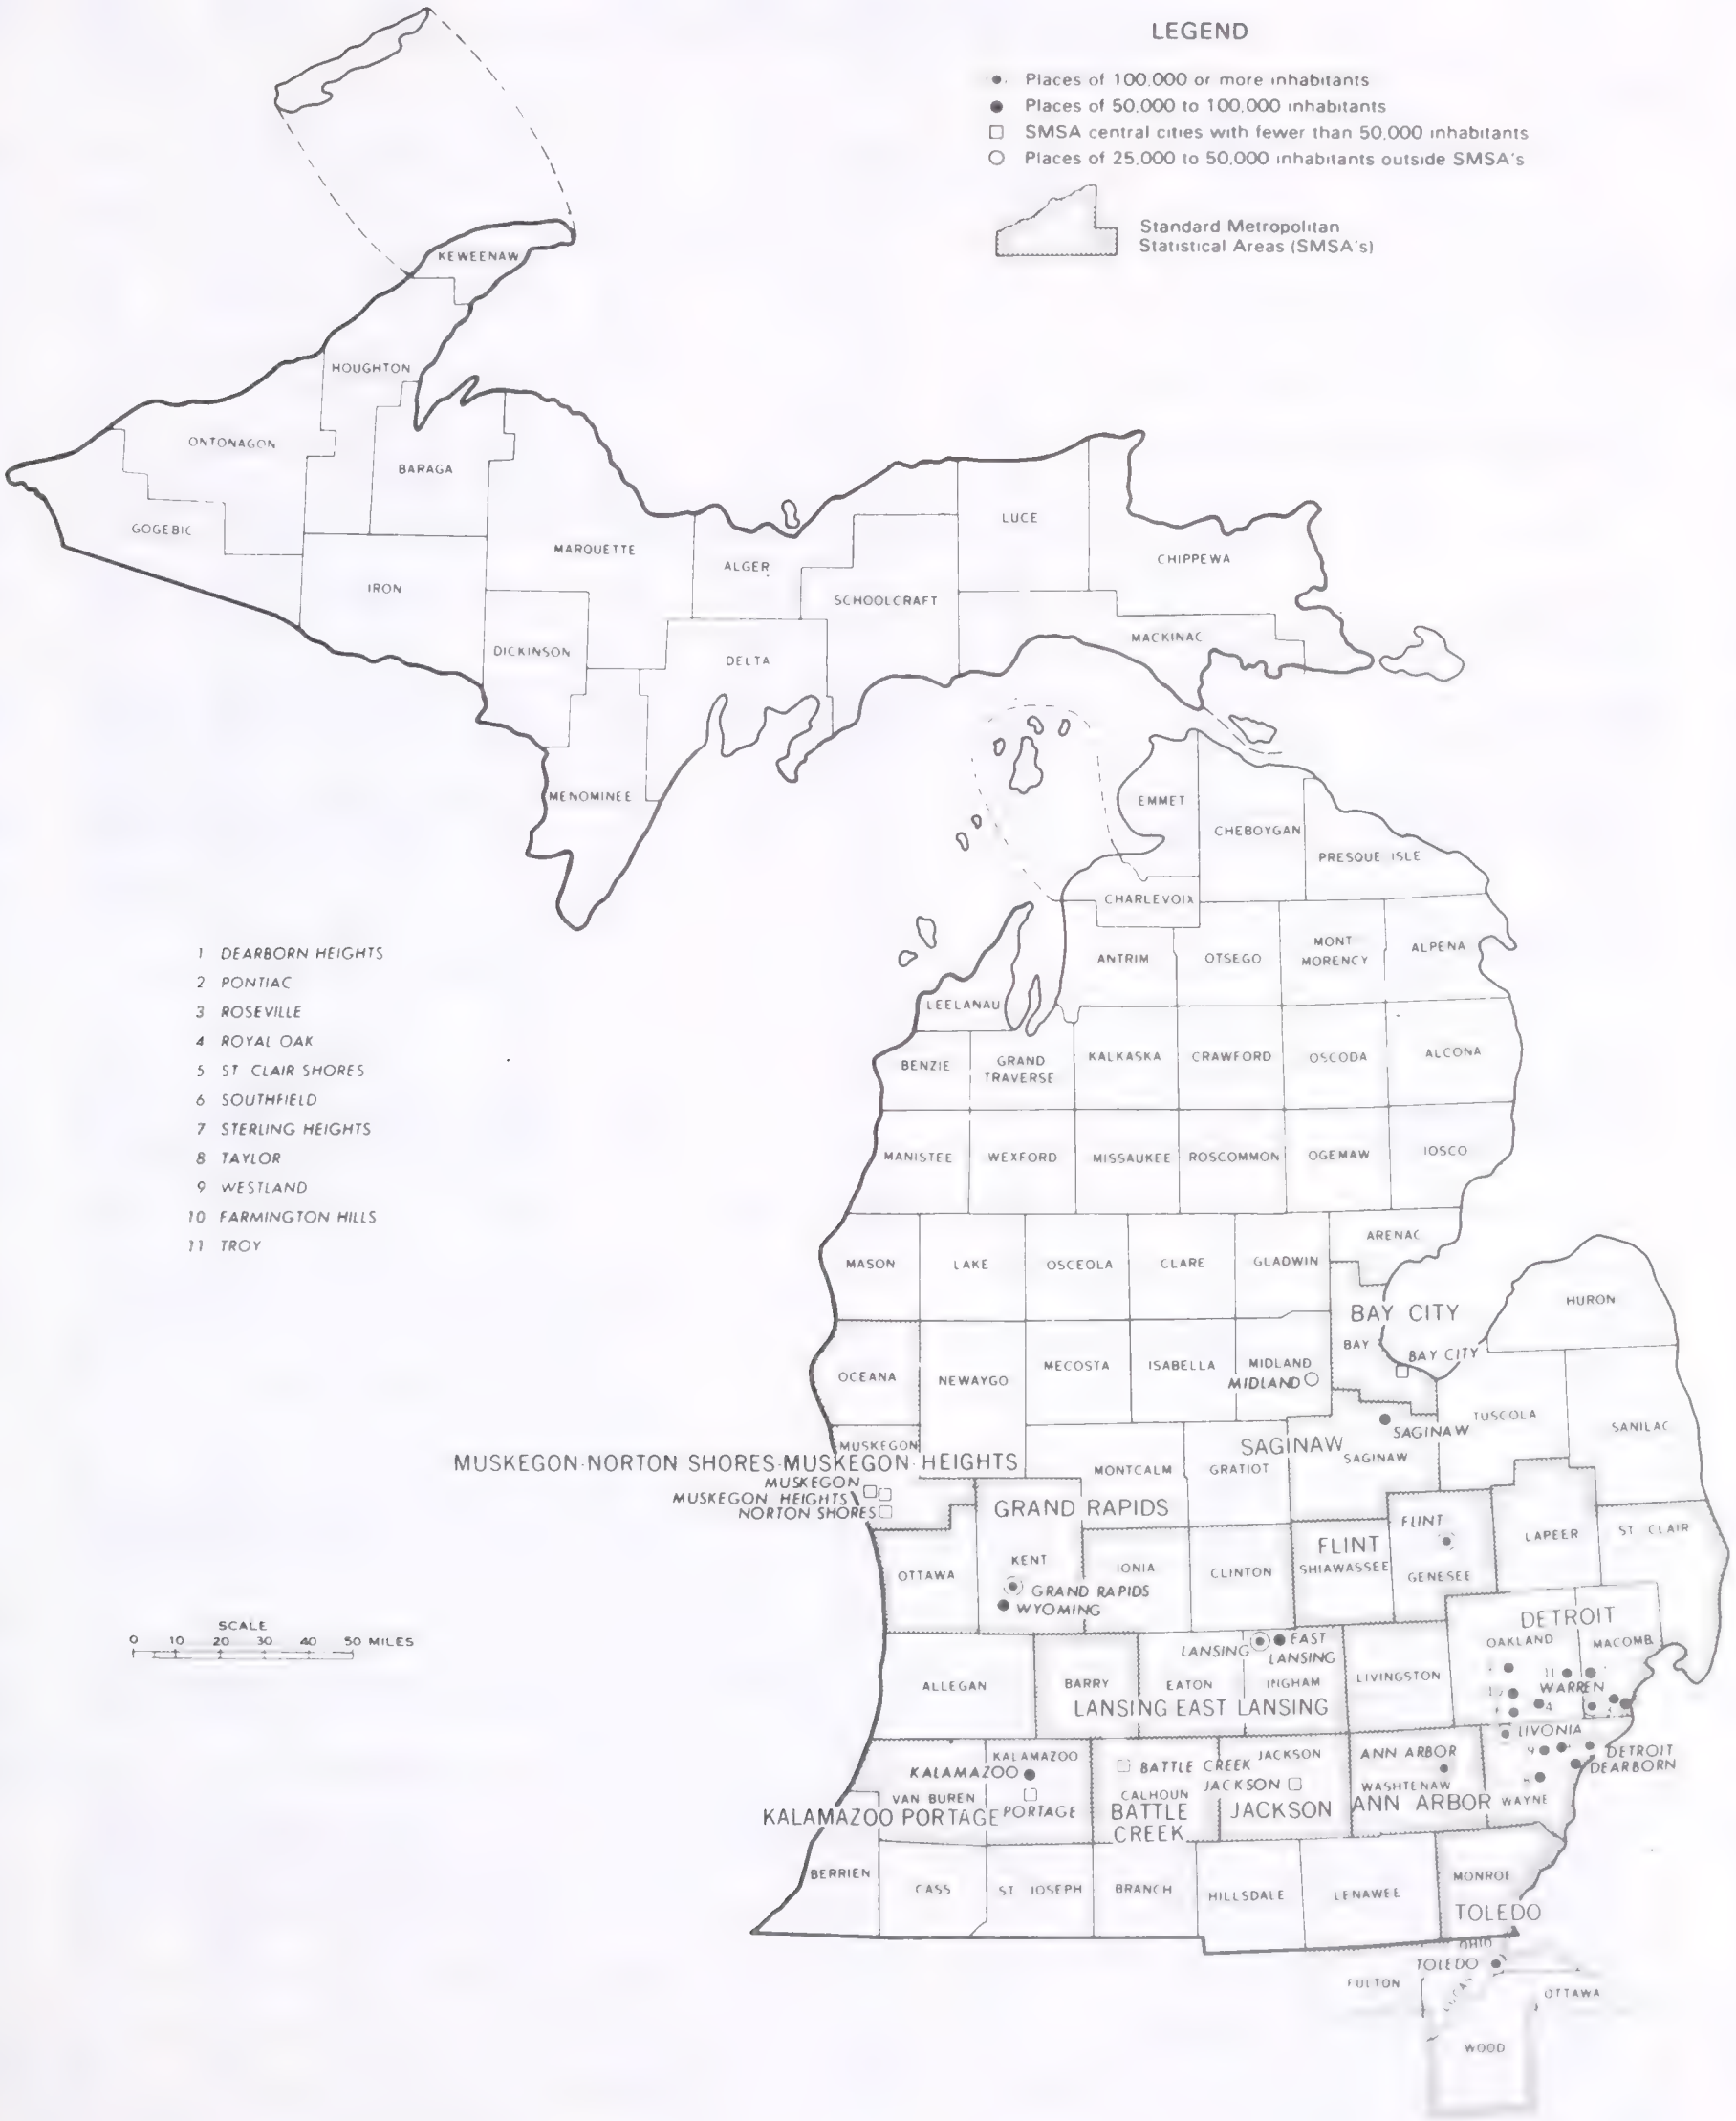 LEGEND
Places of 100,000 or more inhabitants
Places of 50,000 to 100,000 inhabitants
SMSA central cities with fewer than 50,000 inhabitants
Places of 25,000 to 50,000 inhabitants outside SMSA's
Standard Metropolitan
Statistical Areas (SMSA's)
KEWEENAW
HOUGHTON
ONTONAGON
BARAGA
GOGEBIC
MARQUETTE
LUCE
ALGER
CHIPPEWA
IRON
SCHOOLCRAFT
DICKINSON
DELTA
MACKINAC
MENOMINEE
EMMET
CHEBOYGAN
PRESQUE ISLE
CHARLEVOIX
1 DEARBORN HEIGHTS
2 PONTIAC
3 ROSEVILLE
4 ROYAL OAK
5 ST CLAIR SHORES
6 SOUTHFIELD
7 STERLING HEIGHTS
8 TAYLOR
9 WESTLAND
10 FARMINGTON HILLS
11 TROY
ANTRIM
OTSEGO
MONT
MORENCY
ALPENA
LEELANAU
BENZIE
GRAND
TRAVERSE
KALKASKA
CRAWFORD
OSCODA
ALCONA
MANISTEE
WEXFORD
MISSAUKEE
ROSCOMMON
OGEMAW
IOSCO
ARENAC
MASON
LAKE
OSCEOLA
CLARE
GLADWIN
HURON
BAY CITY
BAY
BAY CITY
OCEANA
NEWAYGO
MECOSTA
ISABELLA
MIDLAND
MIDLAND
TUSCOLA
SANILAC
SAGINAW
SAGINAW
SAGINAW
MUSKEGON
MUSKEGON-NORTON SHORES-MUSKEGON HEIGHTS
MUSKEGON
MUSKEGON HEIGHTS
NORTON SHORES
MONTCALM
GRATIOT
GRAND RAPIDS
FLINT
FLINT
LAPEER
ST CLAIR
OTTAWA
KENT
GRAND RAPIDS
WYOMING
IONIA
CLINTON
SHIAWASSEE
GENESEE
SCALE
0 10 20 30 40 50 MILES
DETROIT
OAKLAND
MACOMB
LANSING
EAST
LANSING
ALLEGAN
BARRY
EATON
INGHAM
LIVINGSTON
LANSING EAST LANSING
11
WARREN
4
LIVONIA
9
DETROIT
DEARBORN
KALAMAZOO
KALAMAZOO
VAN BUREN
PORTAGE
KALAMAZOO PORTAGE
BATTLE CREEK
CALHOUN
BATTLE
CREEK
JACKSON
JACKSON
JACKSON
ANN ARBOR
WASHTENAW
ANN ARBOR
WAYNE
BERRIEN
CASS
ST JOSEPH
BRANCH
HILLSDALE
LENAWEE
MONROE
TOLEDO
OHIO
TOLEDO
FULTON
LUCAS
OTTAWA
WOOD